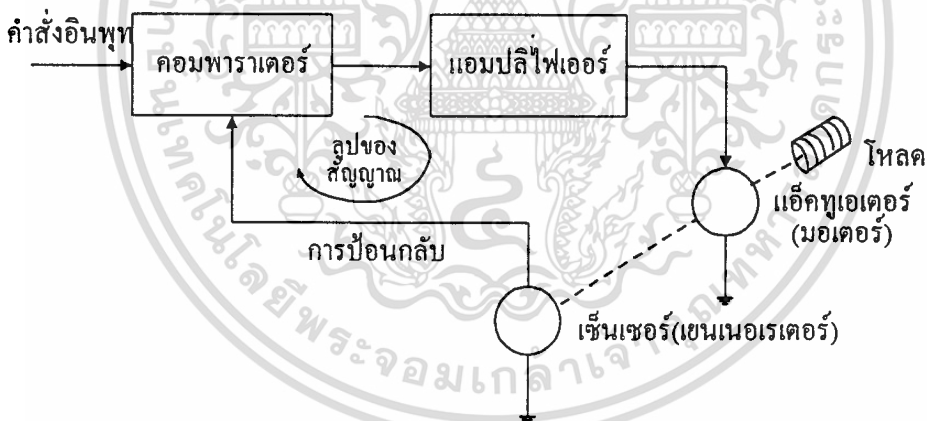 คำสั่งอินพุท
คอมพาราเตอร์
แอมปลิไฟเออร์
ลูปของ
สัญญาณ
โหลด
แอ็คทูเอเตอร์
(มอเตอร์)
การป้อนกลับ
เซ็นเซอร์(เยนเนอเรเตอร์)